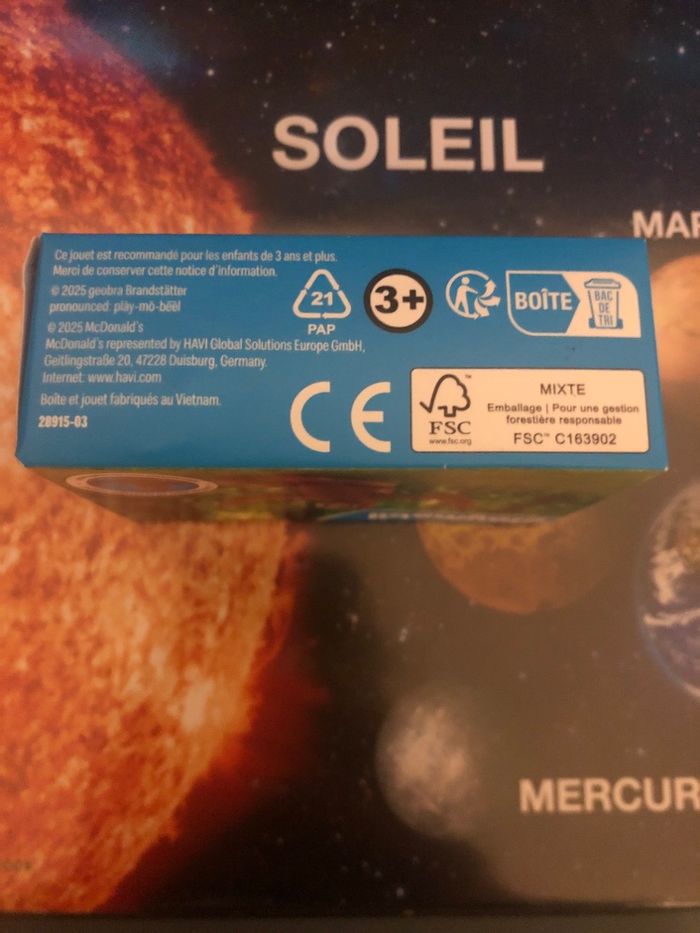 SOLEIL
MAR
Ce jouet est recommandé pour les enfants de 3 ans et plus.
Merci de conserver cette notice d'information.
© 2025 geobra Brandstätter
pronounced: plāy-mō-bēēl
© 2025 McDonald's
McDonald's represented by HAVI Global Solutions Europe GmbH,
Geitlingstraße 20, 47228 Duisburg, Germany.
Internet: www.havi.com
Boîte et jouet fabriqués au Vietnam.
28915-03
21
PAP
3+
BOÎTE
BAC
DE
TRI
CE
FSC
www.fsc.org
MIXTE
Emballage | Pour une gestion
forestière responsable
FSC™ C163902
MERCUR